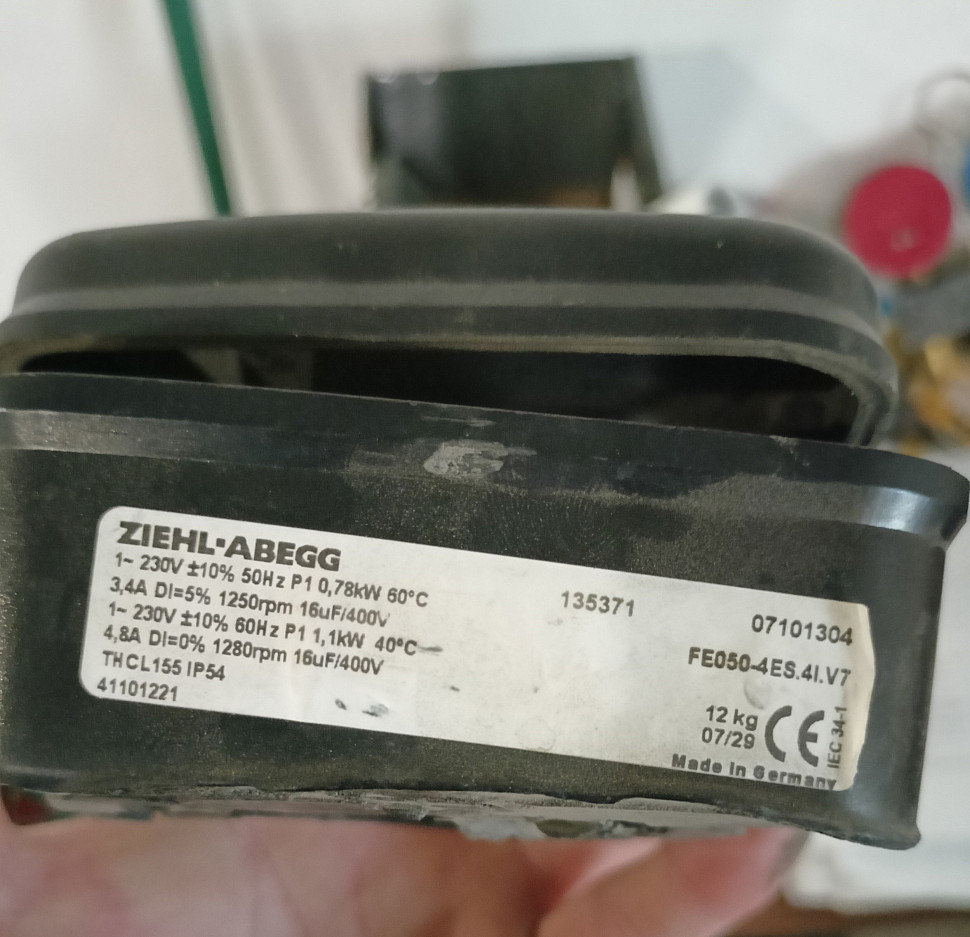 ZIEHL-ABEGG
1~ 230V ±10% 50Hz P1 0,78kW 60°C
3,4A DI=5% 1250rpm 16uF/400V
1~ 230V ±10% 60Hz P1 1,1kW 40°C
4,8A DI=0% 1280rpm 16uF/400V
THCL155 IP54
41101221
135371
07101304
FE050-4ES.4I.V7
12 kg
07/29
CE
IEC 34-1
Made in Germany